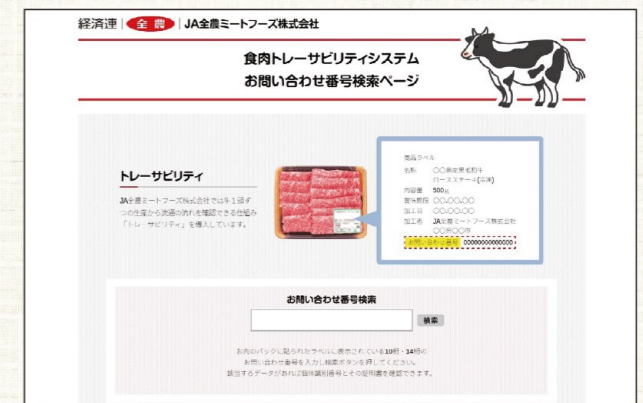 経済連 全農 JA全農ミートフーズ株式会社
食肉トレーサビリティシステム
お問い合わせ番号検索ページ
トレーサビリティ
JA全農ミートフーズ株式会社では牛1頭ず
つの生産から流通の流れを確認できる仕組み
「トレーサビリティ」を導入しています。
商品ラベル
名称 〇〇県産黒毛和牛
ロースステーキ(冷凍)
内容量 500g
賞味期限 〇〇,〇〇,〇〇
加工日 〇〇,〇〇,〇〇
加工者 JA全農ミートフーズ株式会社
〇〇県〇〇市
お問い合わせ番号 00000000000000
お問い合わせ番号検索
検索
お肉のパックに貼られたラベルに表示されている10桁・14桁の
お問い合わせ番号を入力し検索ボタンを押してください。
該当するデータがあれば個体識別番号とその証明書を確認できます。